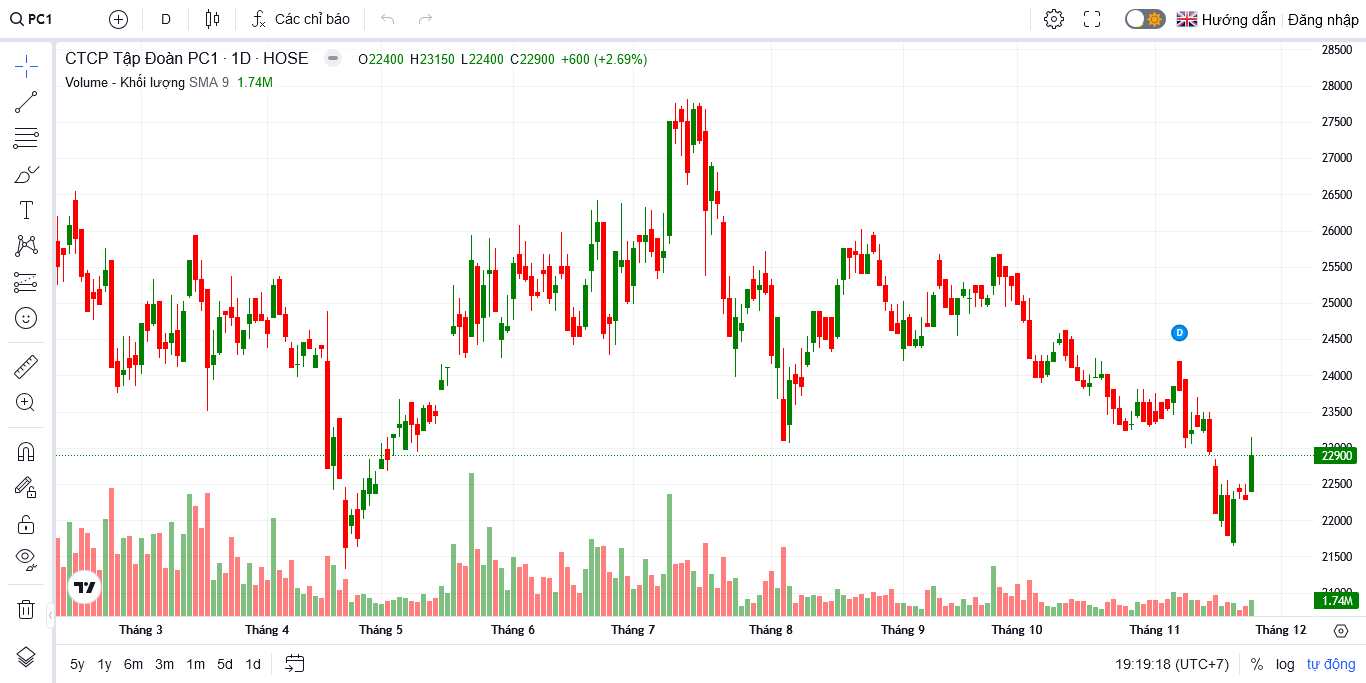 PC1 D Các chỉ báo Hướng dẫn Đăng nhập
CTCP Tập Đoàn PC1 · 1D · HOSE O22400 H23150 L22400 C22900 +600 (+2.69%)
Volume - Khối lượng SMA 9 1.74M
28500
28000
27500
27000
26500
26000
25500
25000
24500
24000
23500
23000
22900
22500
22000
21500
21000
1.74M
D
T
Tháng 3 Tháng 4 Tháng 5 Tháng 6 Tháng 7 Tháng 8 Tháng 9 Tháng 10 Tháng 11 Tháng 12
5y 1y 6m 3m 1m 5d 1d 19:19:18 (UTC+7) % log tự động